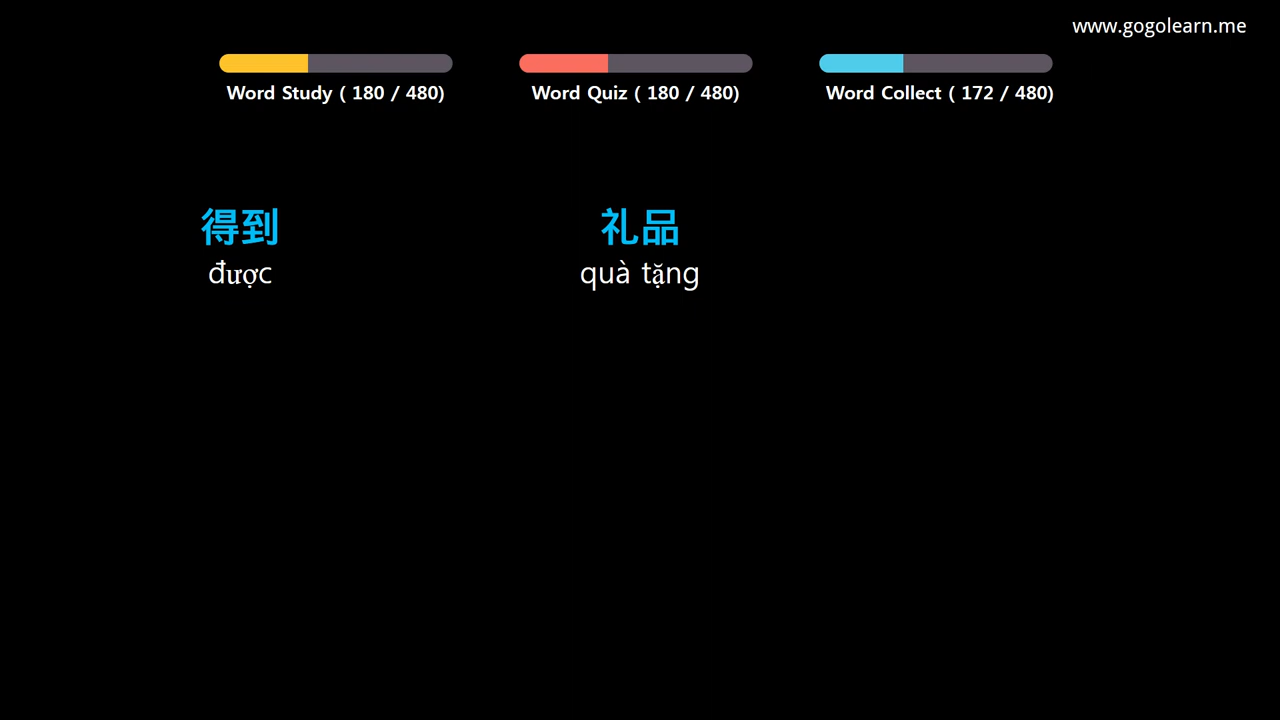 www.gogolearn.me
Word Study ( 180 / 480)
Word Quiz ( 180 / 480)
Word Collect ( 172 / 480)
得到
được
礼品
quà tặng